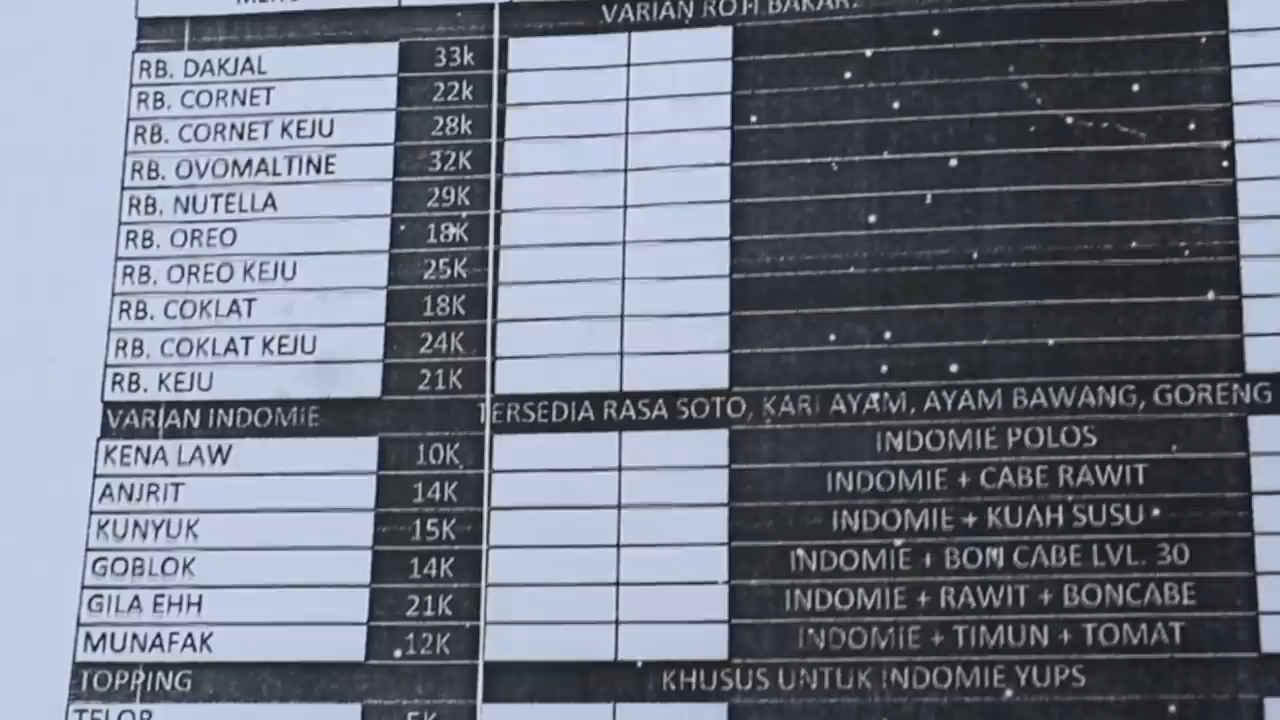 VARIAN ROTI BAKAR
RB. DAKJAL 33k
RB. CORNET 22k
RB. CORNET KEJU 28k
RB. OVOMALTINE 32K
RB. NUTELLA 29K
RB. OREO 18K
RB. OREO KEJU 25K
RB. COKLAT 18K
RB. COKLAT KEJU 24K
RB. KEJU 21K
VARIAN INDOMIE TERSEDIA RASA SOTO, KARI AYAM, AYAM BAWANG, GORENG
KENA LAW 10K INDOMIE POLOS
ANJRIT 14K INDOMIE + CABE RAWIT
KUNYUK 15K INDOMIE + KUAH SUSU
GOBLOK 14K INDOMIE + BON CABE LVL. 30
GILA EHH 21K INDOMIE + RAWIT + BONCABE
MUNAFAK 12K INDOMIE + TIMUN + TOMAT
TOPPING KHUSUS UNTUK INDOMIE YUPS
TELOR 5K